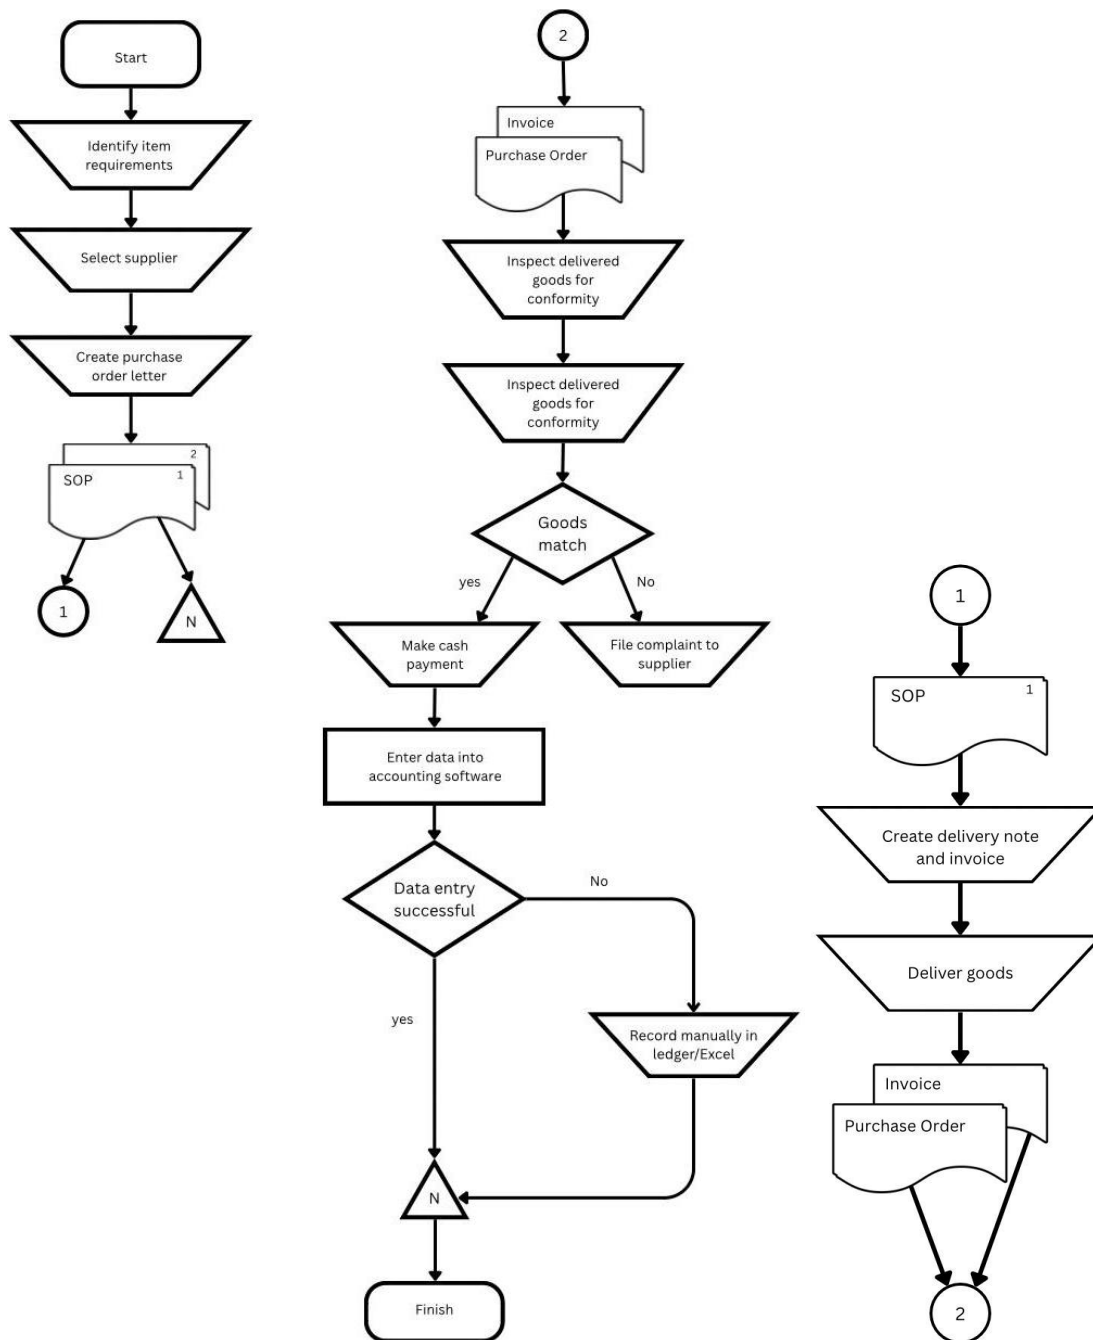 Start
Identify item
requirements
Select supplier
Create purchase
order letter
2
SOP 1
1
N
2
Invoice
Purchase Order
Inspect delivered
goods for
conformity
Inspect delivered
goods for
conformity
Goods
match
yes
No
Make cash
payment
File complaint to
supplier
Enter data into
accounting software
Data entry
successful
No
yes
Record manually in
ledger/Excel
N
Finish
1
SOP 1
Create delivery note
and invoice
Deliver goods
Invoice
Purchase Order
2